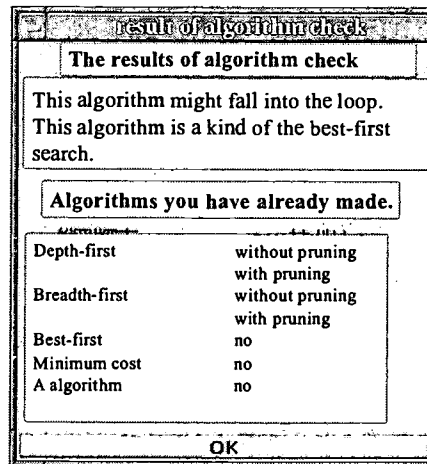 result of algorithm check
The results of algorithm check
This algorithm might fall into the loop.
This algorithm is a kind of the best-first
search.
Algorithms you have already made.
Depth-first without pruning
with pruning
Breadth-first without pruning
with pruning
Best-first no
Minimum cost no
A algorithm no
OK